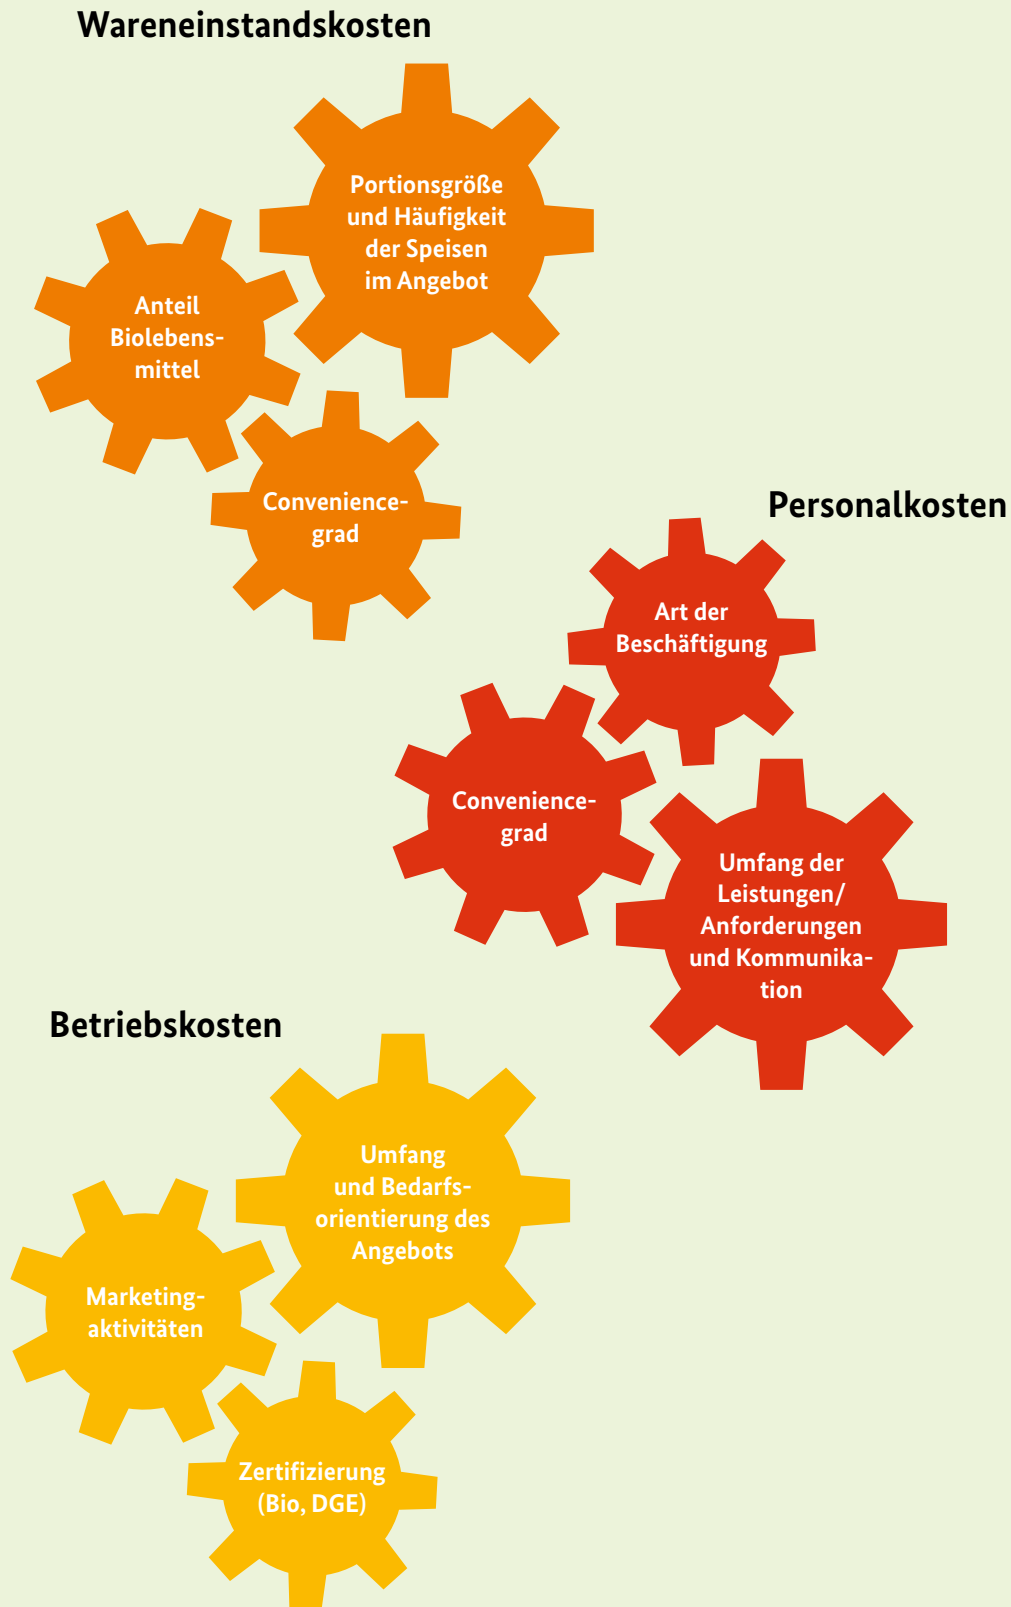 Wareneinstandskosten
Portionsgröße
und Häufigkeit
der Speisen
im Angebot
Anteil
Biolebens-
mittel
Convenience-
grad
Personalkosten
Art der
Beschäftigung
Convenience-
grad
Umfang der
Leistungen/
Anforderungen
und Kommunika-
tion
Betriebskosten
Umfang
und Bedarfs-
orientierung des
Angebots
Marketing-
aktivitäten
Zertifizierung
(Bio, DGE)